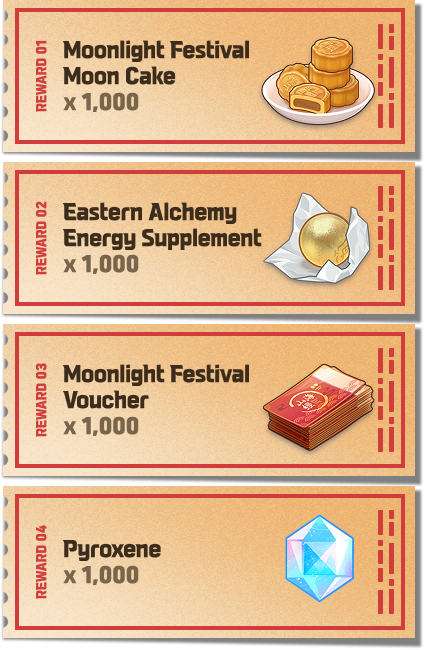 REWARD 01
Moonlight Festival
Moon Cake
x 1,000
REWARD 02
Eastern Alchemy
Energy Supplement
x 1,000
REWARD 03
Moonlight Festival
Voucher
x 1,000
REWARD 04
Pyroxene
x 1,000